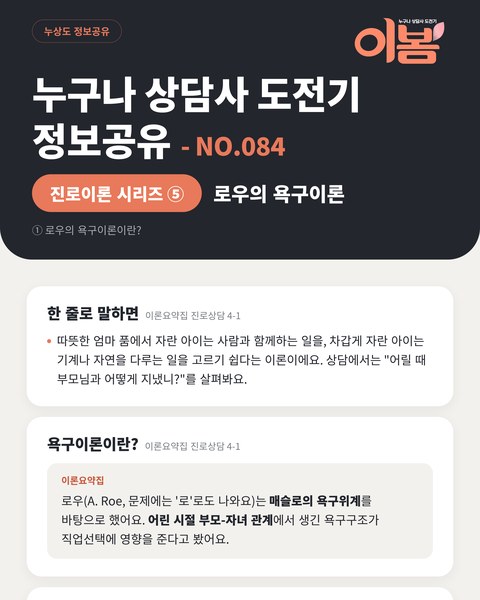 누상도 정보공유
누구나 상담사 도전기
이봄
누구나 상담사 도전기
정보공유 - NO.084
진로이론 시리즈 ⑤ 로우의 욕구이론
① 로우의 욕구이론이란?
한 줄로 말하면 이론요약집 진로상담 4-1
• 따뜻한 엄마 품에서 자란 아이는 사람과 함께하는 일을, 차갑게 자란 아이는
기계나 자연을 다루는 일을 고르기 쉽다는 이론이에요. 상담에서는 "어릴 때
부모님과 어떻게 지냈니?"를 살펴봐요.
욕구이론이란? 이론요약집 진로상담 4-1
이론요약집
로우(A. Roe, 문제에는 '로'로도 나와요)는 매슬로의 욕구위계를
바탕으로 했어요. 어린 시절 부모-자녀 관계에서 생긴 욕구구조가
직업선택에 영향을 준다고 봤어요.